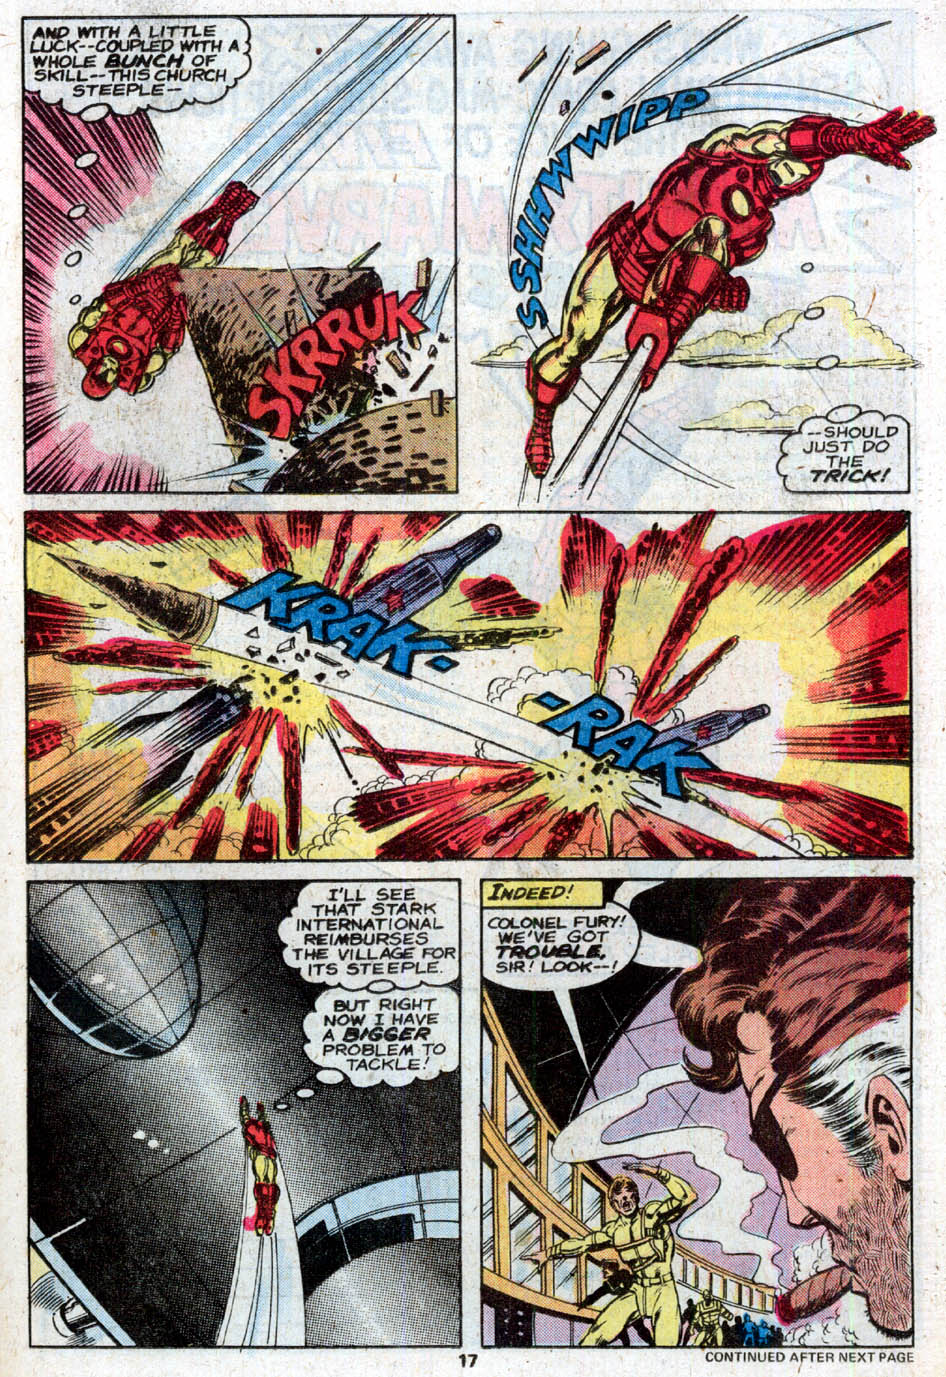 AND WITH A LITTLE
LUCK--COUPLED WITH A
WHOLE BUNCH OF
SKILL--THIS CHURCH
STEEPLE--
SKRRUK
SSHHWWIPP
--SHOULD
JUST DO
THE
TRICK!
KRAK-
-RAK
I'LL SEE
THAT STARK
INTERNATIONAL
REIMBURSES
THE VILLAGE FOR
ITS STEEPLE.
BUT RIGHT
NOW I HAVE
A BIGGER
PROBLEM TO
TACKLE!
INDEED!
COLONEL FURY!
WE'VE GOT
TROUBLE,
SIR! LOOK--!
17
CONTINUED AFTER NEXT PAGE